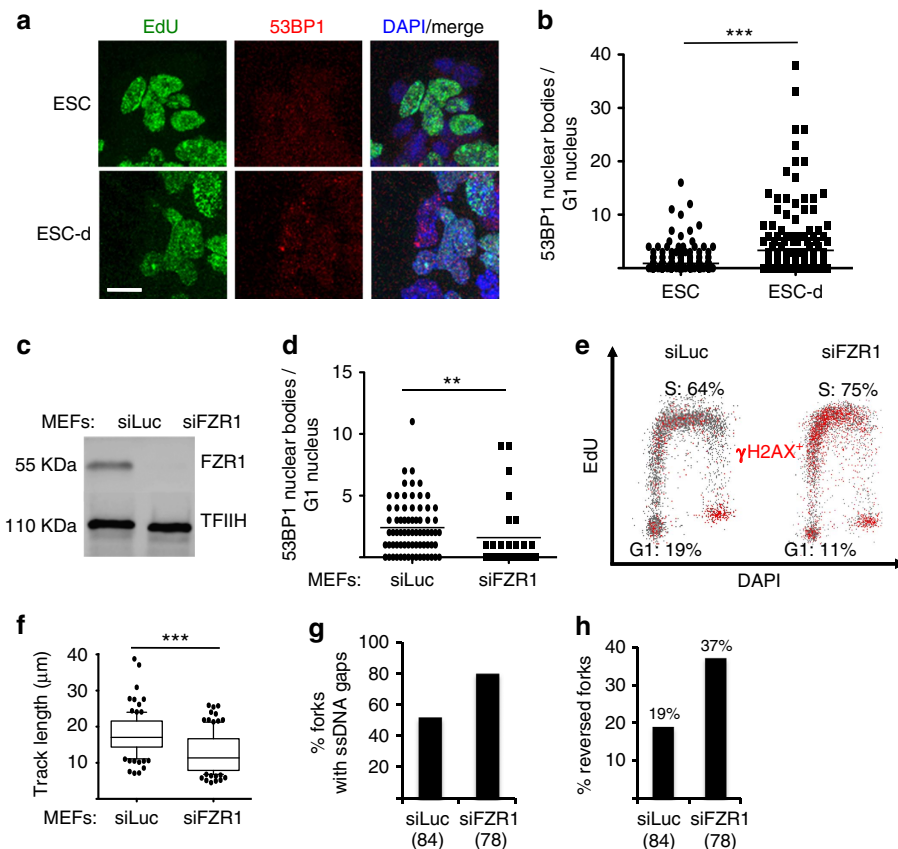 a
EdU
53BP1
DAPI/merge
ESC
ESC-d
b
***
53BP1 nuclear bodies /
G1 nucleus
40
30
20
10
0
ESC
ESC-d
c
MEFs:
siLuc
siFZR1
55 KDa
FZR1
110 KDa
TFIIH
d
**
53BP1 nuclear bodies /
G1 nucleus
15
10
5
0
MEFs:
siLuc
siFZR1
e
siLuc
siFZR1
S: 64%
S: 75%
γH2AX+
EdU
G1: 19%
G1: 11%
DAPI
f
***
Track length (μm)
40
30
20
10
MEFs:
siLuc
siFZR1
g
% forks
with ssDNA gaps
100
80
60
40
20
siLuc
(84)
siFZR1
(78)
h
% reversed forks
40
30
20
10
0
19%
37%
siLuc
(84)
siFZR1
(78)